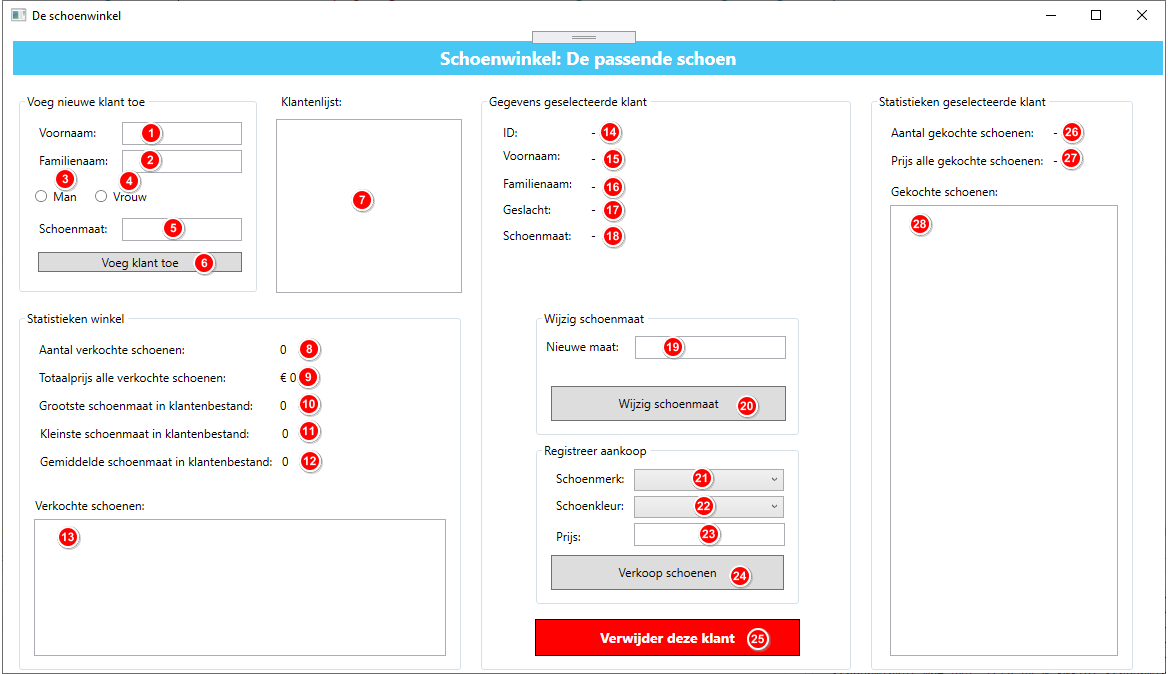 De schoenwinkel
Schoenwinkel: De passende schoen
Voeg nieuwe klant toe
Voornaam: 1
Familienaam: 2
3 4
Man Vrouw
Schoenmaat: 5
Voeg klant toe 6
Klantenlijst:
7
Statistieken winkel
Aantal verkochte schoenen: 0 8
Totaalprijs alle verkochte schoenen: € 0 9
Grootste schoenmaat in klantenbestand: 0 10
Kleinste schoenmaat in klantenbestand: 0 11
Gemiddelde schoenmaat in klantenbestand: 0 12
Verkochte schoenen:
13
Gegevens geselecteerde klant
ID: - 14
Voornaam: - 15
Familienaam: - 16
Geslacht: - 17
Schoenmaat: - 18
Wijzig schoenmaat
Nieuwe maat: 19
Wijzig schoenmaat 20
Registreer aankoop
Schoenmerk: 21
Schoenkleur: 22
Prijs: 23
Verkoop schoenen 24
Verwijder deze klant 25
Statistieken geselecteerde klant
Aantal gekochte schoenen: - 26
Prijs alle gekochte schoenen: - 27
Gekochte schoenen:
28